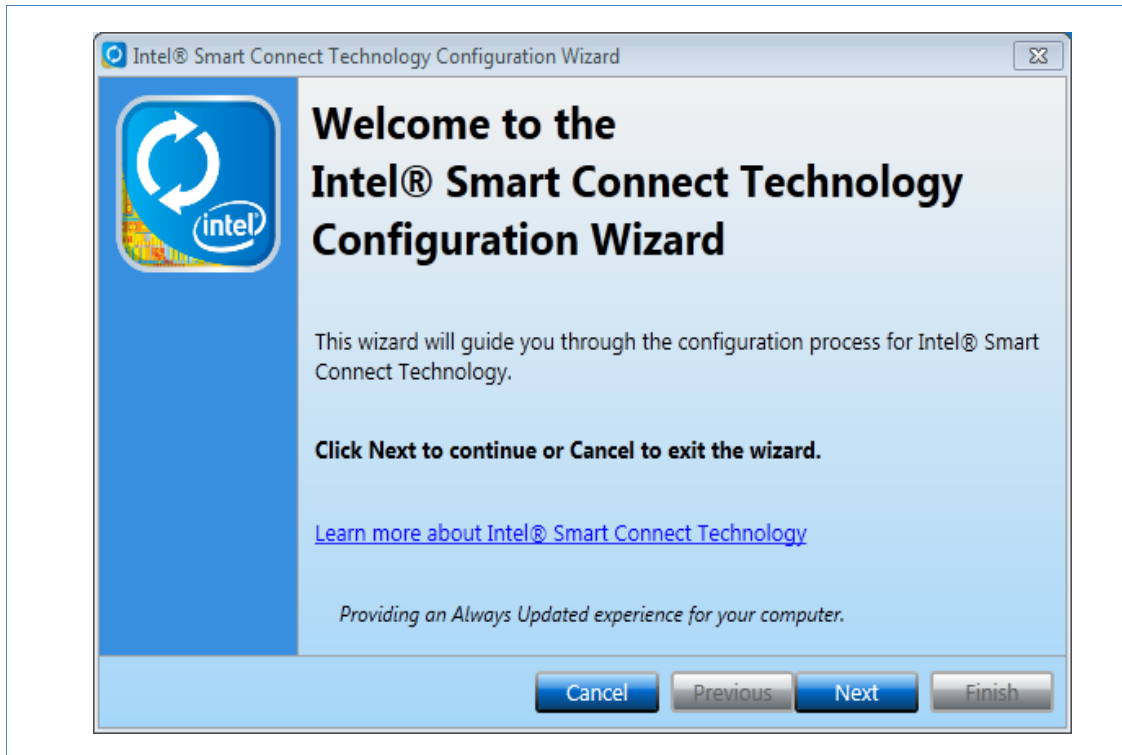 Intel® Smart Connect Technology Configuration Wizard
intel®
Welcome to the
Intel® Smart Connect Technology
Configuration Wizard
This wizard will guide you through the configuration process for Intel® Smart
Connect Technology.
Click Next to continue or Cancel to exit the wizard.
Learn more about Intel® Smart Connect Technology
Providing an Always Updated experience for your computer.
Cancel Previous Next Finish